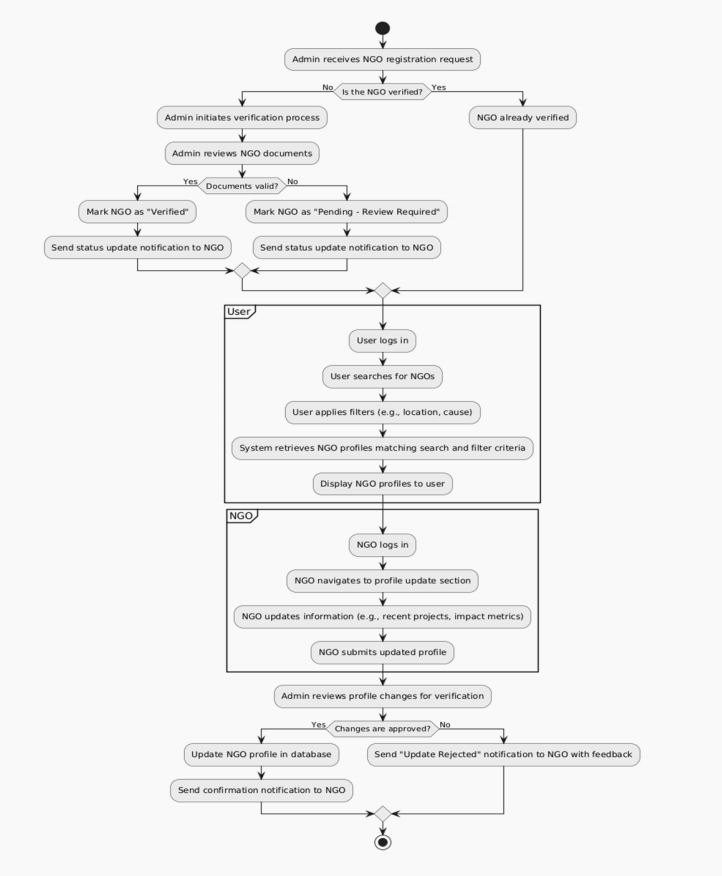 Admin receives NGO registration request
No
Is the NGO verified?
Yes
Admin initiates verification process
NGO already verified
Admin reviews NGO documents
Yes
Documents valid?
No
Mark NGO as "Verified"
Mark NGO as "Pending - Review Required"
Send status update notification to NGO
Send status update notification to NGO
User
User logs in
User searches for NGOs
User applies filters (e.g., location, cause)
System retrieves NGO profiles matching search and filter criteria
Display NGO profiles to user
NGO
NGO logs in
NGO navigates to profile update section
NGO updates information (e.g., recent projects, impact metrics)
NGO submits updated profile
Admin reviews profile changes for verification
Yes
Changes are approved?
No
Update NGO profile in database
Send "Update Rejected" notification to NGO with feedback
Send confirmation notification to NGO